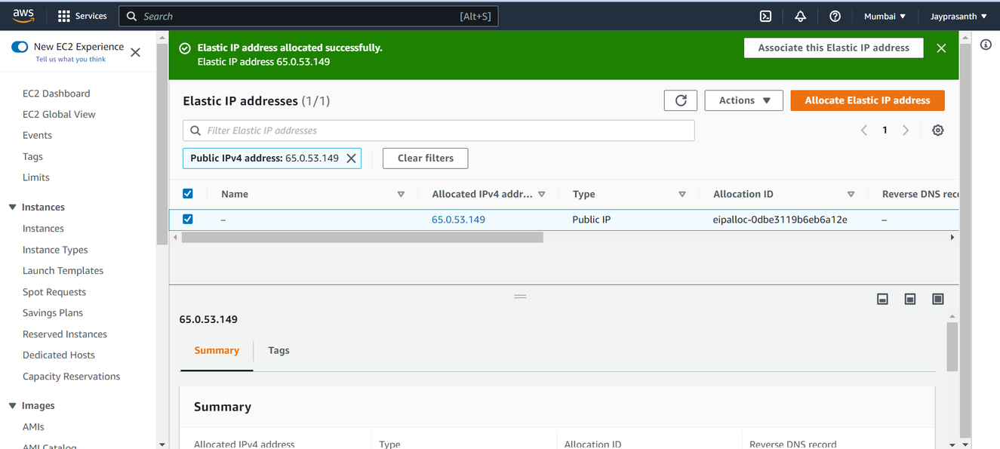 aws Services Search [Alt+S] Mumbai ▼ Jayprasanth ▼
New EC2 Experience
Tell us what you think
EC2 Dashboard
EC2 Global View
Events
Tags
Limits
Instances
Instances
Instance Types
Launch Templates
Spot Requests
Savings Plans
Reserved Instances
Dedicated Hosts
Capacity Reservations
Images
AMIs
AMI Catalog
Elastic IP address allocated successfully.
Elastic IP address 65.0.53.149
Associate this Elastic IP address
Elastic IP addresses (1/1)
Actions ▼
Allocate Elastic IP address
Filter Elastic IP addresses
1
Public IPv4 address: 65.0.53.149
Clear filters
Name Allocated IPv4 addr... Type Allocation ID Reverse DNS rec
– 65.0.53.149 Public IP eipalloc-0dbe3119b6eb6a12e –
65.0.53.149
Summary Tags
Summary
Allocated IPv4 address Type Allocation ID Reverse DNS record